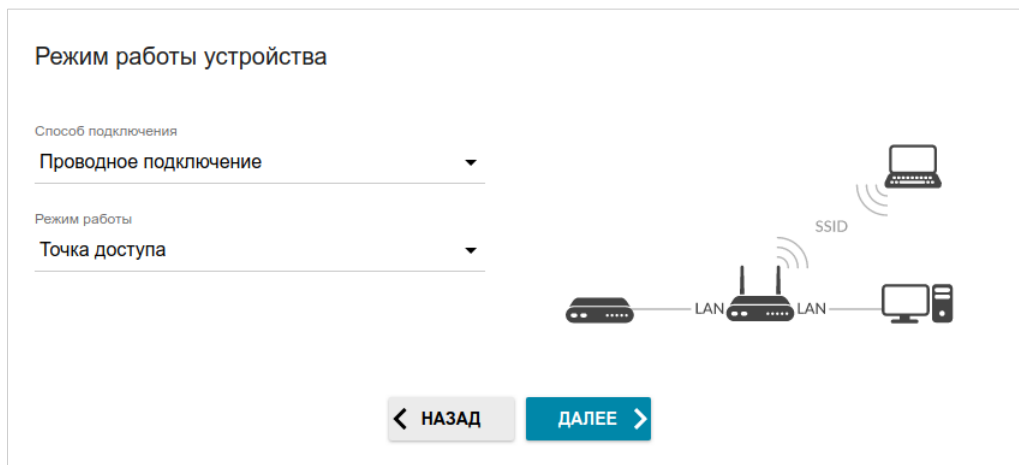 Режим работы устройства
Способ подключения
Проводное подключение
Режим работы
Точка доступа
SSID
LAN LAN
НАЗАД ДАЛЕЕ